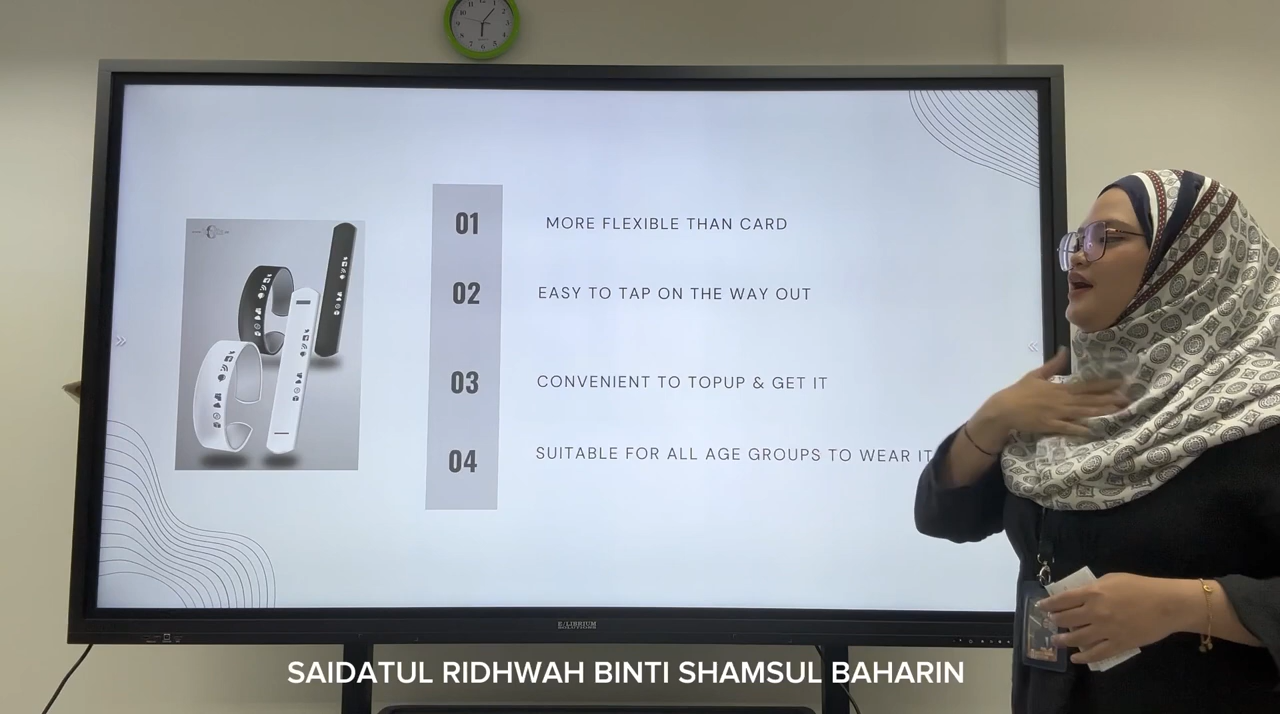 01 MORE FLEXIBLE THAN CARD
02 EASY TO TAP ON THE WAY OUT
03 CONVENIENT TO TOPUP & GET IT
04 SUITABLE FOR ALL AGE GROUPS TO WEAR IT
SAIDATUL RIDHWAH BINTI SHAMSUL BAHARIN